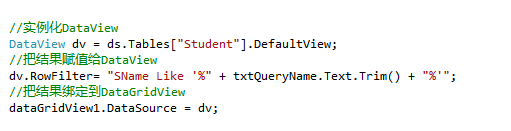 //实例化DataView
DataView dv = ds.Tables["Student"].DefaultView;
//把结果赋值给DataView
dv.RowFilter= "SName Like '%" + txtQueryName.Text.Trim() + "%'";
//把结果绑定到DataGridView
dataGridView1.DataSource = dv;